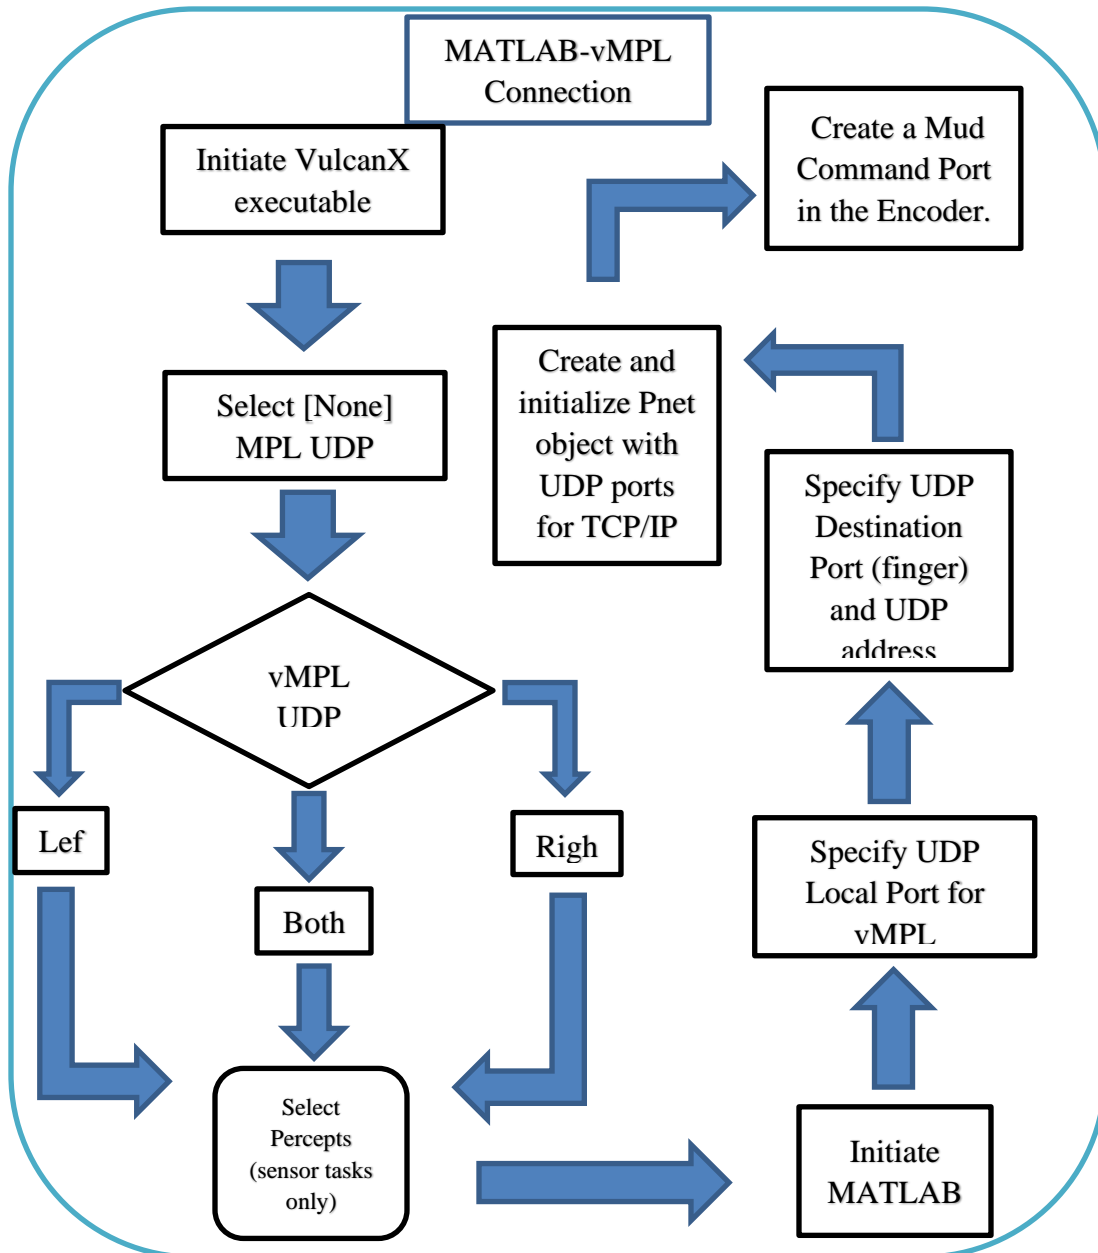 MATLAB-vMPL
Connection
Initiate VulcanX
executable
Select [None]
MPL UDP
vMPL
UDP
Lef
Both
Righ
Select
Percepts
(sensor tasks
only)
Initiate
MATLAB
Specify UDP
Local Port for
vMPL
Specify UDP
Destination
Port (finger)
and UDP
address
Create and
initialize Pnet
object with
UDP ports
for TCP/IP
Create a Mud
Command Port
in the Encoder.